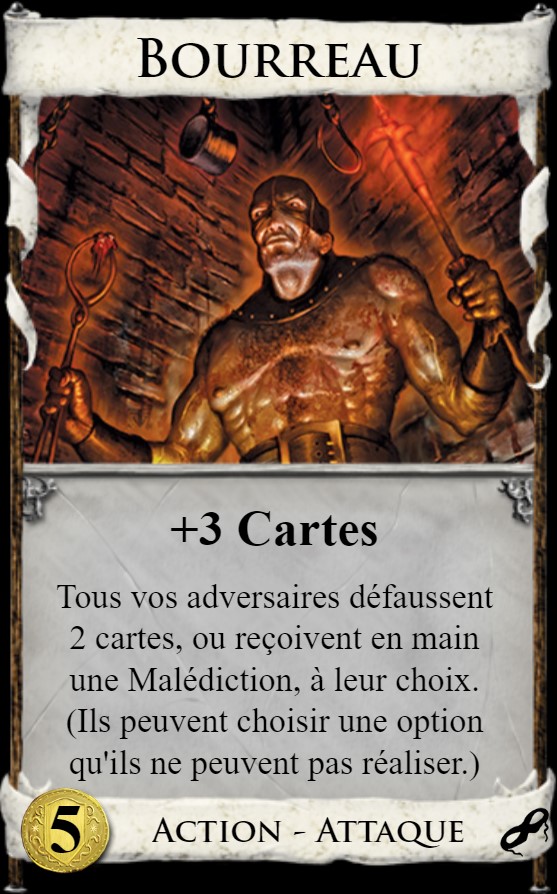 Bourreau
+3 Cartes
Tous vos adversaires défaussent
2 cartes, ou reçoivent en main
une Malédiction, à leur choix.
(Ils peuvent choisir une option
qu'ils ne peuvent pas réaliser.)
5 Action - Attaque